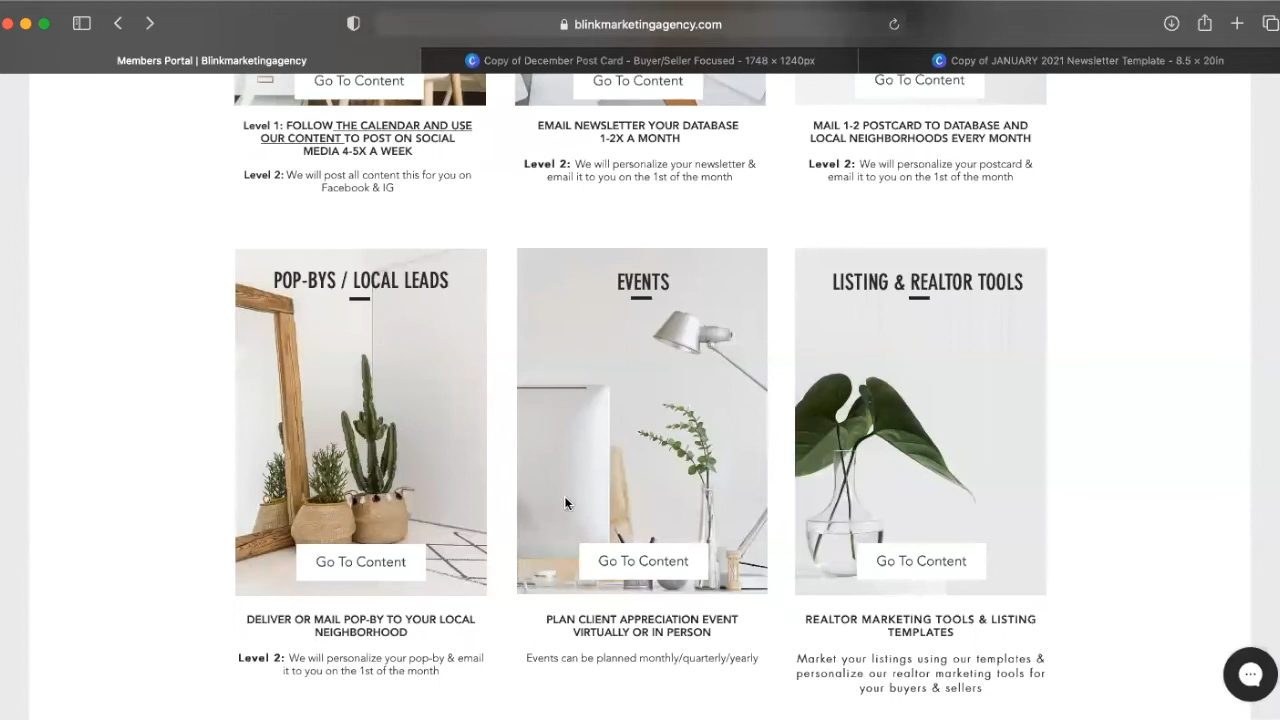 blinkmarketingagency.com
Members Portal | Blinkmarketingagency
C Copy of December Post Card - Buyer/Seller Focused - 1748 × 1240px
C Copy of JANUARY 2021 Newsletter Template - 8.5 × 20in
Go To Content
Go To Content
Go To Content
Level 1: FOLLOW THE CALENDAR AND USE
OUR CONTENT TO POST ON SOCIAL
MEDIA 4-5X A WEEK
Level 2: We will post all content this for you on
Facebook & IG
EMAIL NEWSLETTER YOUR DATABASE
1-2X A MONTH
Level 2: We will personalize your newsletter &
email it to you on the 1st of the month
MAIL 1-2 POSTCARD TO DATABASE AND
LOCAL NEIGHBORHOODS EVERY MONTH
Level 2: We will personalize your postcard &
email it to you on the 1st of the month
POP-BYS / LOCAL LEADS
Go To Content
DELIVER OR MAIL POP-BY TO YOUR LOCAL
NEIGHBORHOOD
Level 2: We will personalize your pop-by & email
it to you on the 1st of the month
EVENTS
Go To Content
PLAN CLIENT APPRECIATION EVENT
VIRTUALLY OR IN PERSON
Events can be planned monthly/quarterly/yearly
LISTING & REALTOR TOOLS
Go To Content
REALTOR MARKETING TOOLS & LISTING
TEMPLATES
Market your listings using our templates &
personalize our realtor marketing tools for
your buyers & sellers